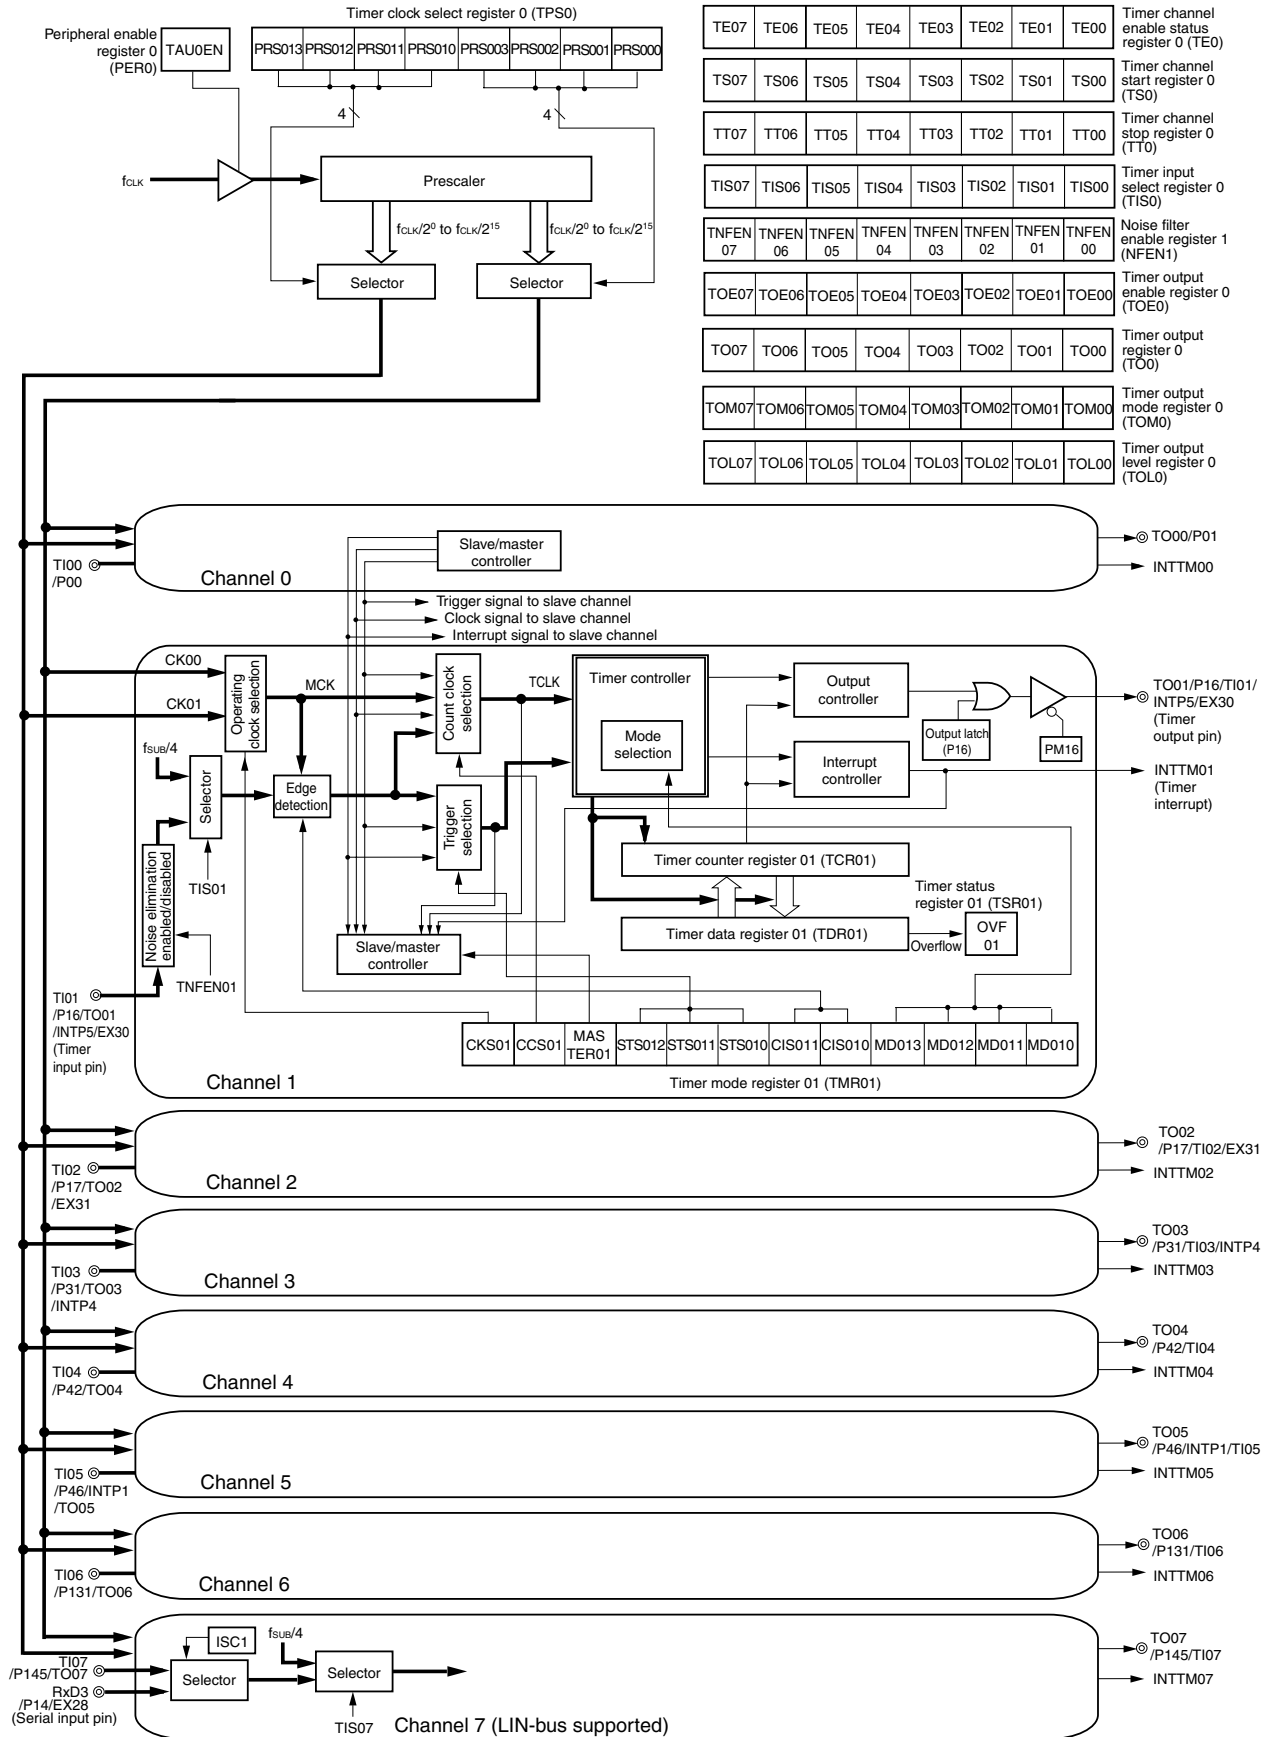 Timer clock select register 0 (TPS0)
Peripheral enable
register 0
(PER0)
TAU0EN
PRS013 PRS012 PRS011 PRS010 PRS003 PRS002 PRS001 PRS000
4
4
fCLK
Prescaler
fCLK/2⁰ to fCLK/2¹⁵
fCLK/2⁰ to fCLK/2¹⁵
Selector
Selector
TE07 TE06 TE05 TE04 TE03 TE02 TE01 TE00
Timer channel
enable status
register 0 (TE0)
TS07 TS06 TS05 TS04 TS03 TS02 TS01 TS00
Timer channel
start register 0
(TS0)
TT07 TT06 TT05 TT04 TT03 TT02 TT01 TT00
Timer channel
stop register 0
(TT0)
TIS07 TIS06 TIS05 TIS04 TIS03 TIS02 TIS01 TIS00
Timer input
select register 0
(TIS0)
TNFEN TNFEN TNFEN TNFEN TNFEN TNFEN TNFEN TNFEN
07 06 05 04 03 02 01 00
Noise filter
enable register 1
(NFEN1)
TOE07 TOE06 TOE05 TOE04 TOE03 TOE02 TOE01 TOE00
Timer output
enable register 0
(TOE0)
TO07 TO06 TO05 TO04 TO03 TO02 TO01 TO00
Timer output
register 0
(TO0)
TOM07 TOM06 TOM05 TOM04 TOM03 TOM02 TOM01 TOM00
Timer output
mode register 0
(TOM0)
TOL07 TOL06 TOL05 TOL04 TOL03 TOL02 TOL01 TOL00
Timer output
level register 0
(TOL0)
TI00
/P00
Channel 0
Slave/master
controller
TO00/P01
INTTM00
Trigger signal to slave channel
Clock signal to slave channel
Interrupt signal to slave channel
CK00
CK01
Operating
clock selection
MCK
Count clock
selection
TCLK
Timer controller
Mode
selection
Output
controller
Output latch
(P16)
PM16
TO01/P16/TI01/
INTP5/EX30
(Timer
output pin)
Interrupt
controller
INTTM01
(Timer
interrupt)
fSUB/4
Selector
Edge
detection
Trigger
selection
TIS01
Noise elimination
enabled/disabled
TNFEN01
TI01
/P16/TO01
/INTP5/EX30
(Timer
input pin)
Timer counter register 01 (TCR01)
Timer data register 01 (TDR01)
Timer status
register 01 (TSR01)
Overflow
OVF
01
Slave/master
controller
CKS01 CCS01 MAS
TER01 STS012 STS011 STS010 CIS011 CIS010 MD013 MD012 MD011 MD010
Timer mode register 01 (TMR01)
Channel 1
TI02
/P17/TO02
/EX31
Channel 2
TO02
/P17/TI02/EX31
INTTM02
TI03
/P31/TO03
/INTP4
Channel 3
TO03
/P31/TI03/INTP4
INTTM03
TI04
/P42/TO04
Channel 4
TO04
/P42/TI04
INTTM04
TI05
/P46/INTP1
/TO05
Channel 5
TO05
/P46/INTP1/TI05
INTTM05
TI06
/P131/TO06
Channel 6
TO06
/P131/TI06
INTTM06
TI07
/P145/TO07
RxD3
/P14/EX28
(Serial input pin)
ISC1
Selector
fSUB/4
Selector
TIS07
Channel 7 (LIN-bus supported)
TO07
/P145/TI07
INTTM07